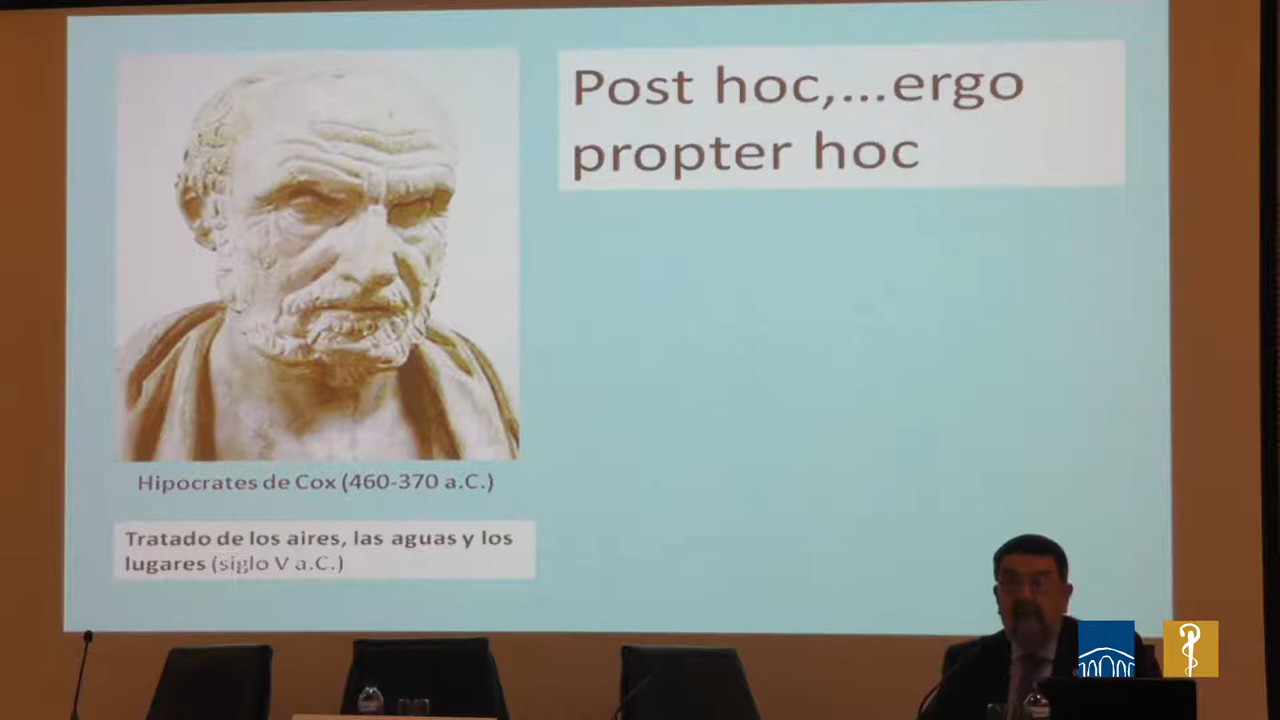 Post hoc,...ergo
propter hoc
Hipocrates de Cox (460-370 a.C.)
Tratado de los aires, las aguas y los
lugares (siglo V a.C.)